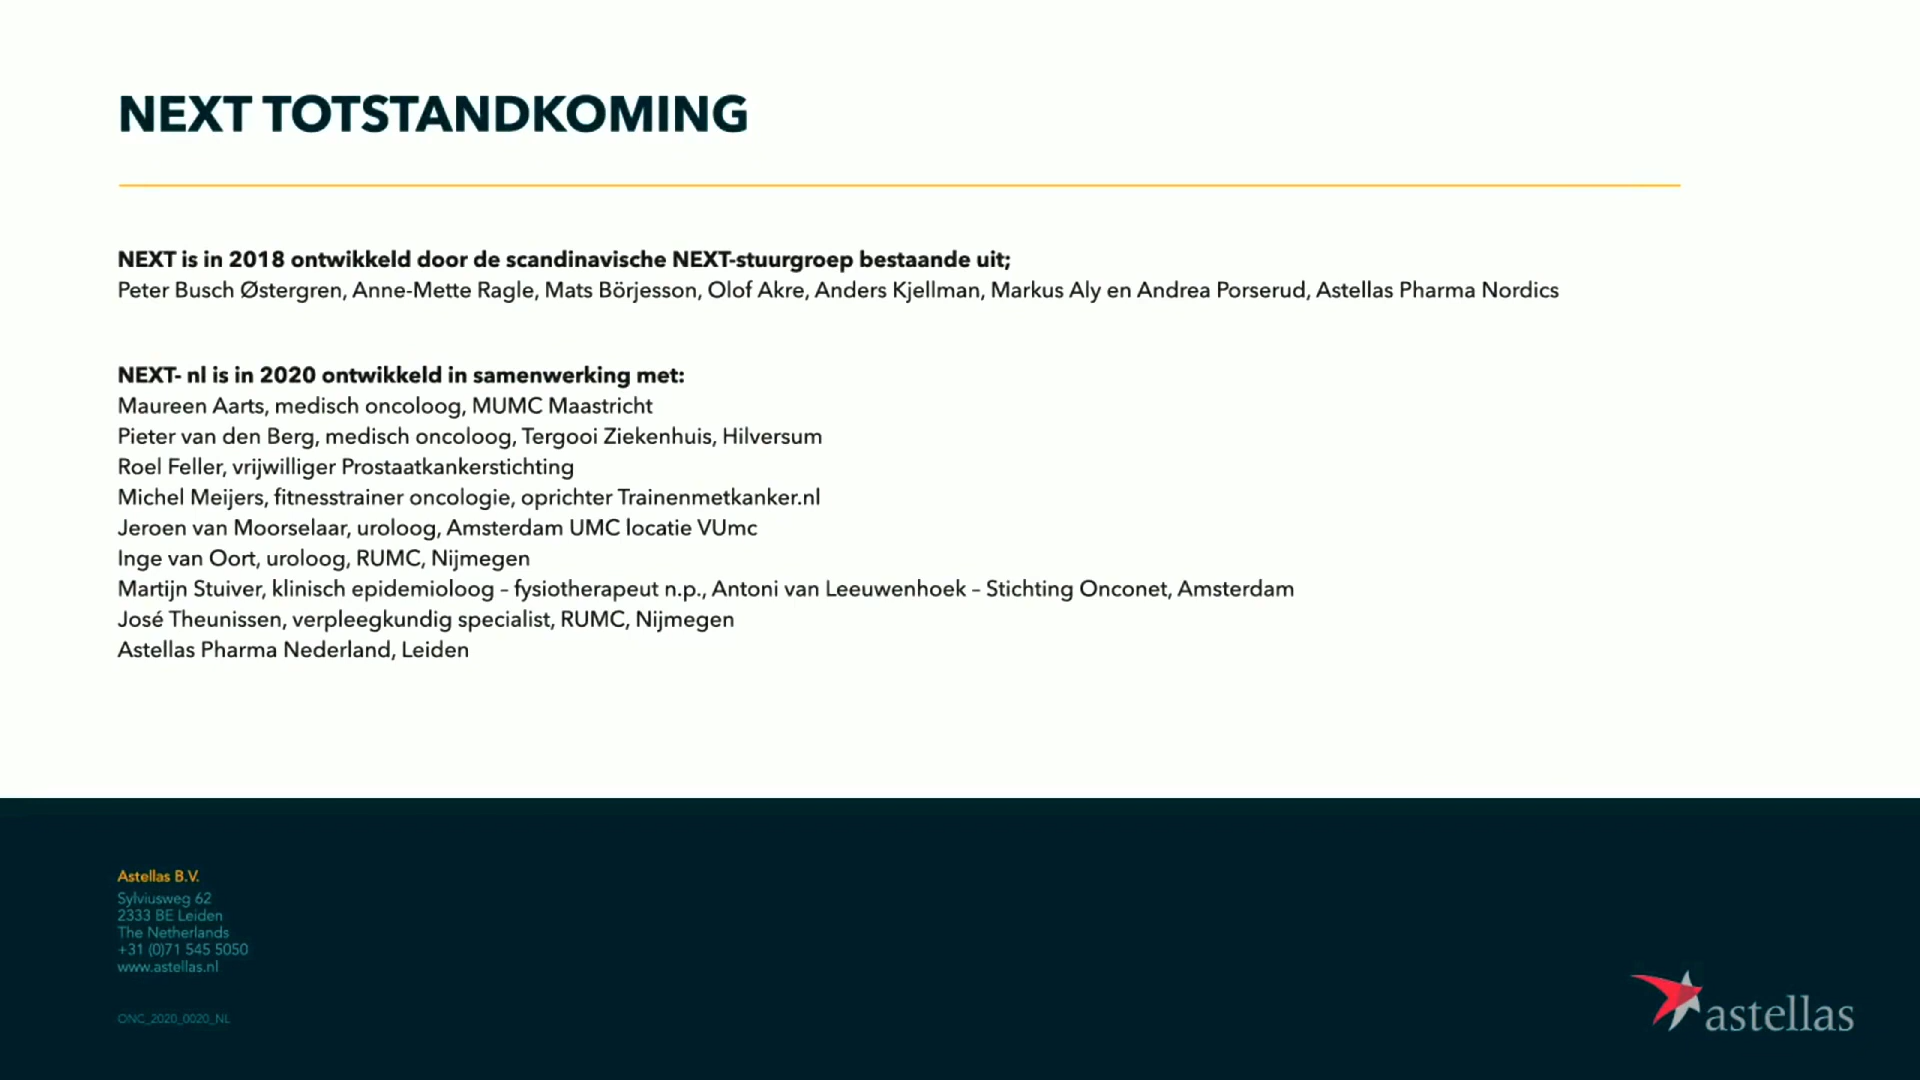 NEXT TOTSTANDKOMING
NEXT is in 2018 ontwikkeld door de scandinavische NEXT-stuurgroep bestaande uit;
Peter Busch Østergren, Anne-Mette Ragle, Mats Börjesson, Olof Akre, Anders Kjellman, Markus Aly en Andrea Porserud, Astellas Pharma Nordics
NEXT- nl is in 2020 ontwikkeld in samenwerking met:
Maureen Aarts, medisch oncoloog, MUMC Maastricht
Pieter van den Berg, medisch oncoloog, Tergooi Ziekenhuis, Hilversum
Roel Feller, vrijwilliger Prostaatkankerstichting
Michel Meijers, fitnesstrainer oncologie, oprichter Trainenmetkanker.nl
Jeroen van Moorselaar, uroloog, Amsterdam UMC locatie VUmc
Inge van Oort, uroloog, RUMC, Nijmegen
Martijn Stuiver, klinisch epidemioloog – fysiotherapeut n.p., Antoni van Leeuwenhoek – Stichting Onconet, Amsterdam
José Theunissen, verpleegkundig specialist, RUMC, Nijmegen
Astellas Pharma Nederland, Leiden
Astellas B.V.
Sylviusweg 62
2333 BE Leiden
The Netherlands
+31 (0)71 545 5050
www.astellas.nl
ONC_2020_0020_NL
astellas